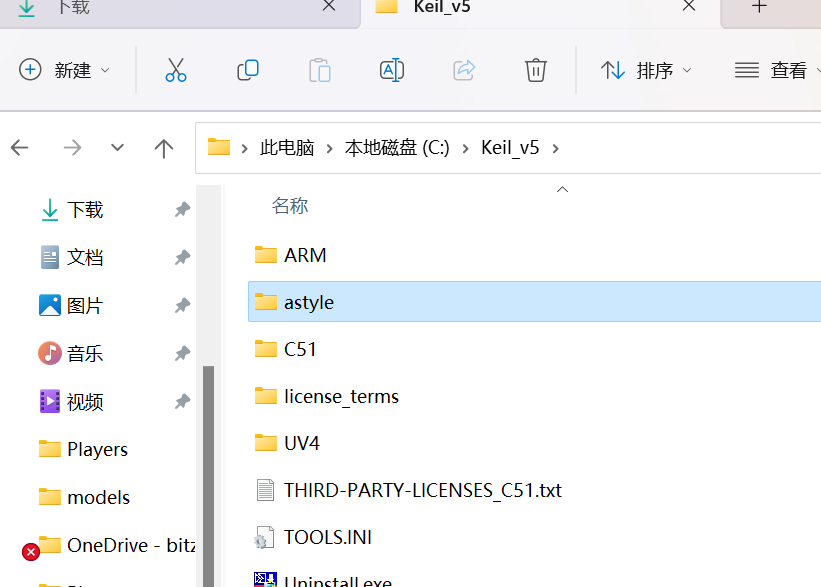 下载
Keil_v5
新建
排序
查看
此电脑 > 本地磁盘 (C:) > Keil_v5 >
名称
下载
文档
图片
音乐
视频
Players
models
OneDrive - bitz
ARM
astyle
C51
license_terms
UV4
THIRD-PARTY-LICENSES_C51.txt
TOOLS.INI
Uninstall.exe